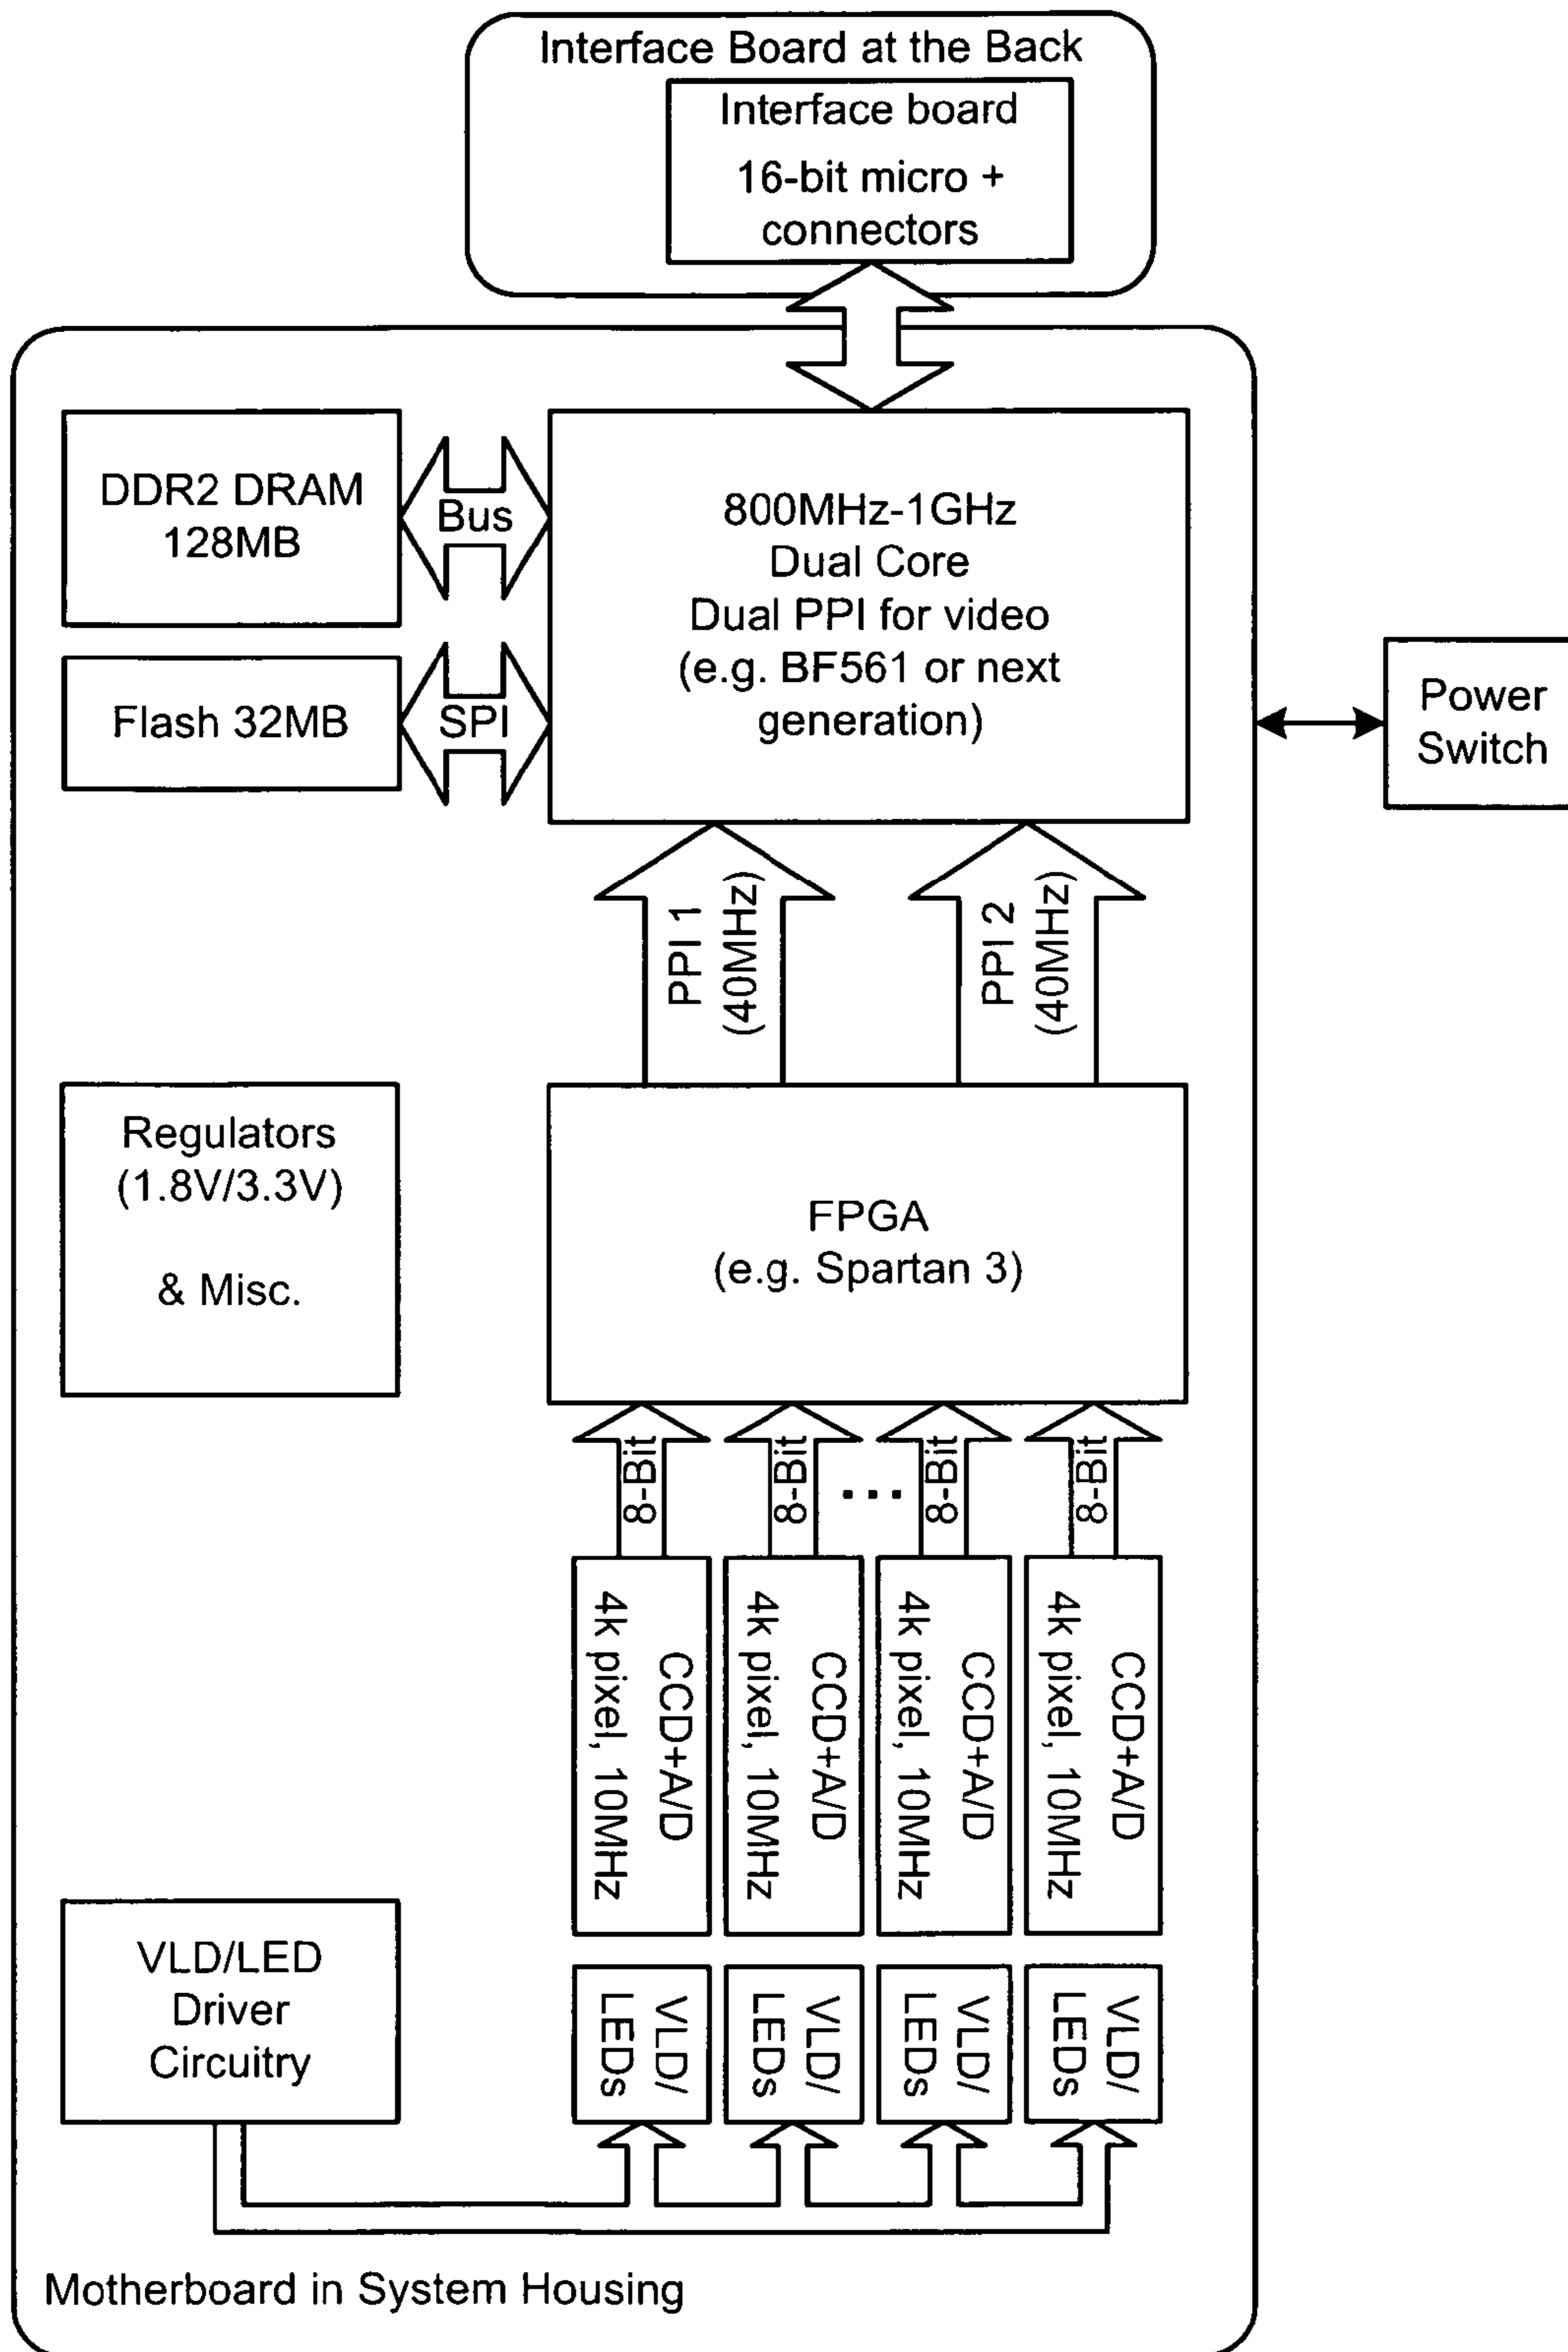 Interface Board at the Back
Interface board
16-bit micro +
connectors
DDR2 DRAM
128MB
Bus
800MHz-1GHz
Dual Core
Dual PPI for video
(e.g. BF561 or next
generation)
Flash 32MB
SPI
Power
Switch
PPI 1
(40MHz)
PPI 2
(40MHz)
Regulators
(1.8V/3.3V)
& Misc.
FPGA
(e.g. Spartan 3)
8-Bit
8-Bit
...
8-Bit
8-Bit
CCD+A/D
4k pixel, 10MHz
CCD+A/D
4k pixel, 10MHz
CCD+A/D
4k pixel, 10MHz
CCD+A/D
4k pixel, 10MHz
VLD/LED
Driver
Circuitry
VLD/
LEDs
VLD/
LEDs
VLD/
LEDs
VLD/
LEDs
Motherboard in System Housing